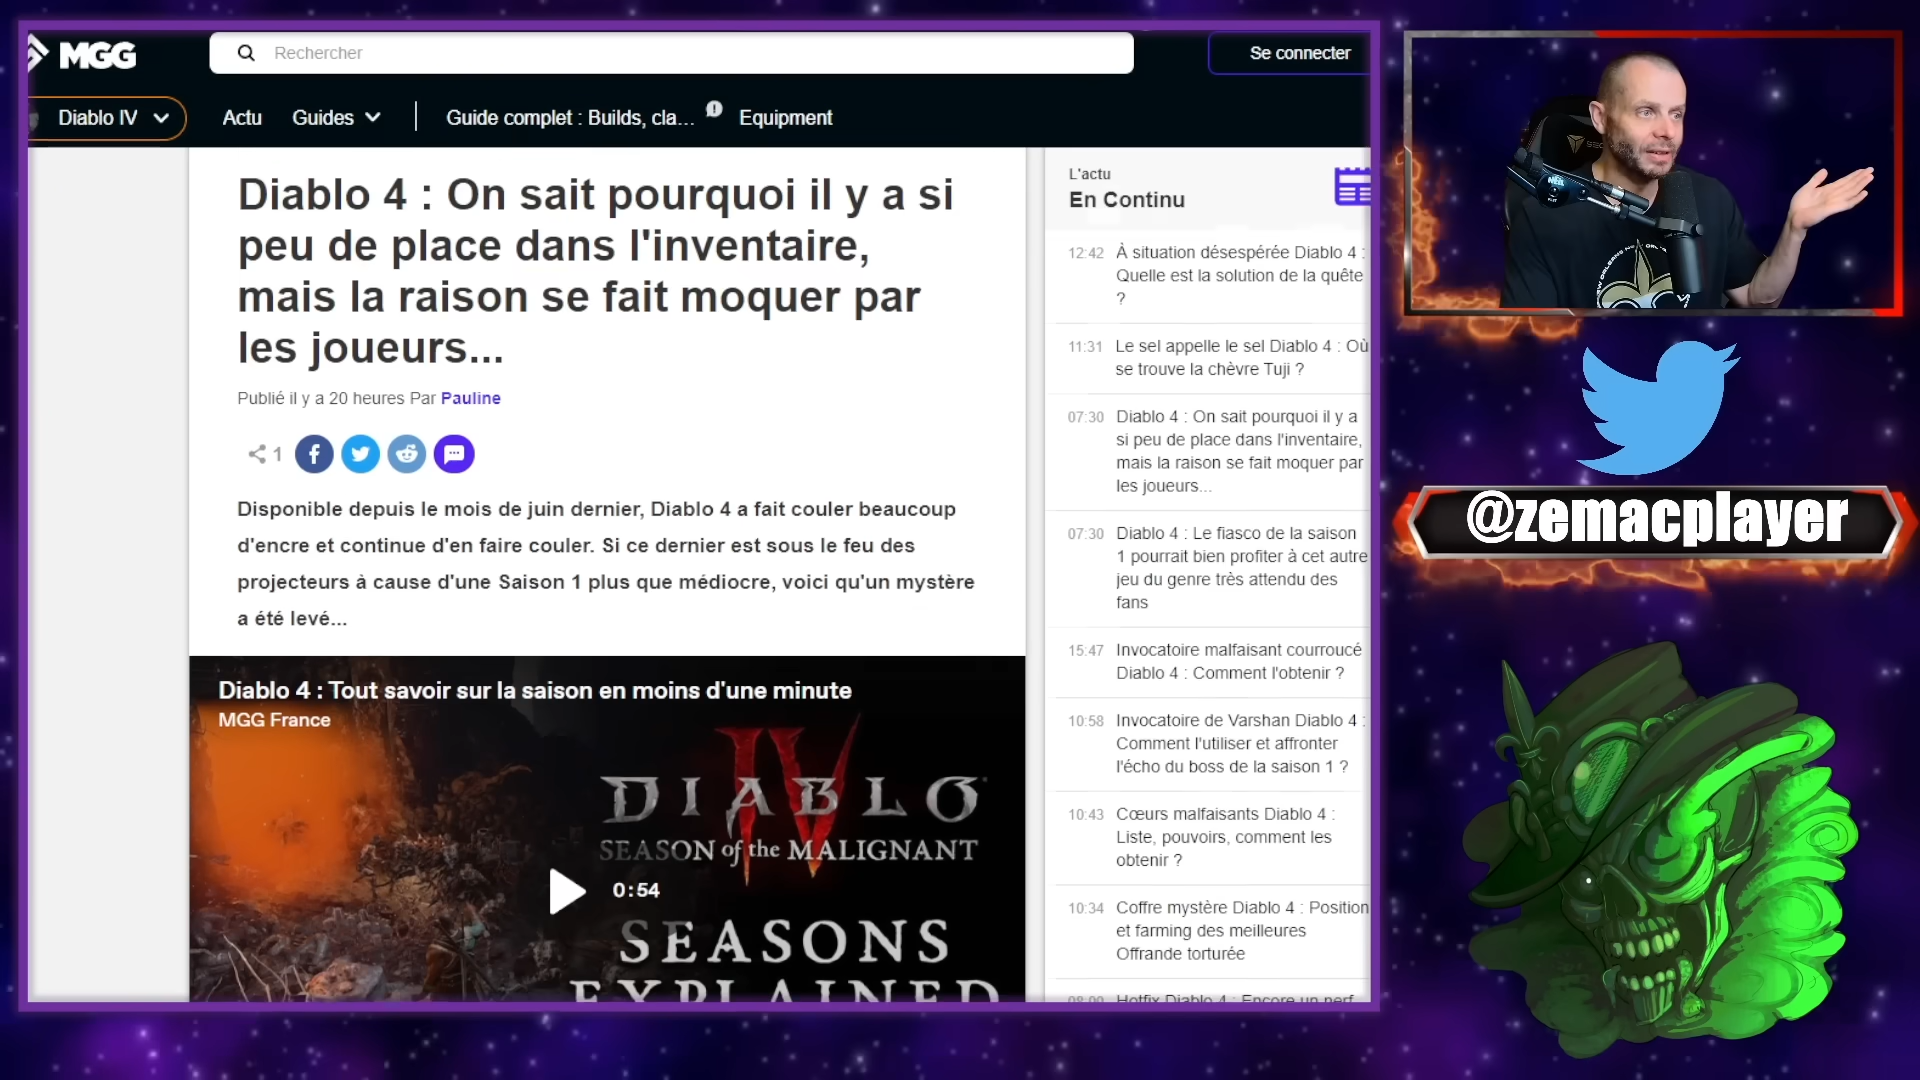 MGG
Rechercher
Se connecter
Diablo IV
Actu
Guides
Guide complet : Builds, cla...
Equipment
Diablo 4 : On sait pourquoi il y a si
peu de place dans l'inventaire,
mais la raison se fait moquer par
les joueurs...
Publié il y a 20 heures Par Pauline
1
Disponible depuis le mois de juin dernier, Diablo 4 a fait couler beaucoup
d'encre et continue d'en faire couler. Si ce dernier est sous le feu des
projecteurs à cause d'une Saison 1 plus que médiocre, voici qu'un mystère
a été levé...
Diablo 4 : Tout savoir sur la saison en moins d'une minute
MGG France
IV
DIABLO
SEASON of the MALIGNANT
0:54
SEASONS
EXPLAINED
L'actu
En Continu
12:42 À situation désespérée Diablo 4 :
Quelle est la solution de la quête
?
11:31 Le sel appelle le sel Diablo 4 : Où
se trouve la chèvre Tuji ?
07:30 Diablo 4 : On sait pourquoi il y a
si peu de place dans l'inventaire,
mais la raison se fait moquer par
les joueurs...
07:30 Diablo 4 : Le fiasco de la saison
1 pourrait bien profiter à cet autre
jeu du genre très attendu des
fans
15:47 Invocatoire malfaisant courroucé
Diablo 4 : Comment l'obtenir ?
10:58 Invocatoire de Varshan Diablo 4 :
Comment l'utiliser et affronter
l'écho du boss de la saison 1 ?
10:43 Cœurs malfaisants Diablo 4 :
Liste, pouvoirs, comment les
obtenir ?
10:34 Coffre mystère Diablo 4 : Position
et farming des meilleures
Offrande torturée
08:00 Hotfix Diablo 4 : Encore un nerf
@zemacplayer